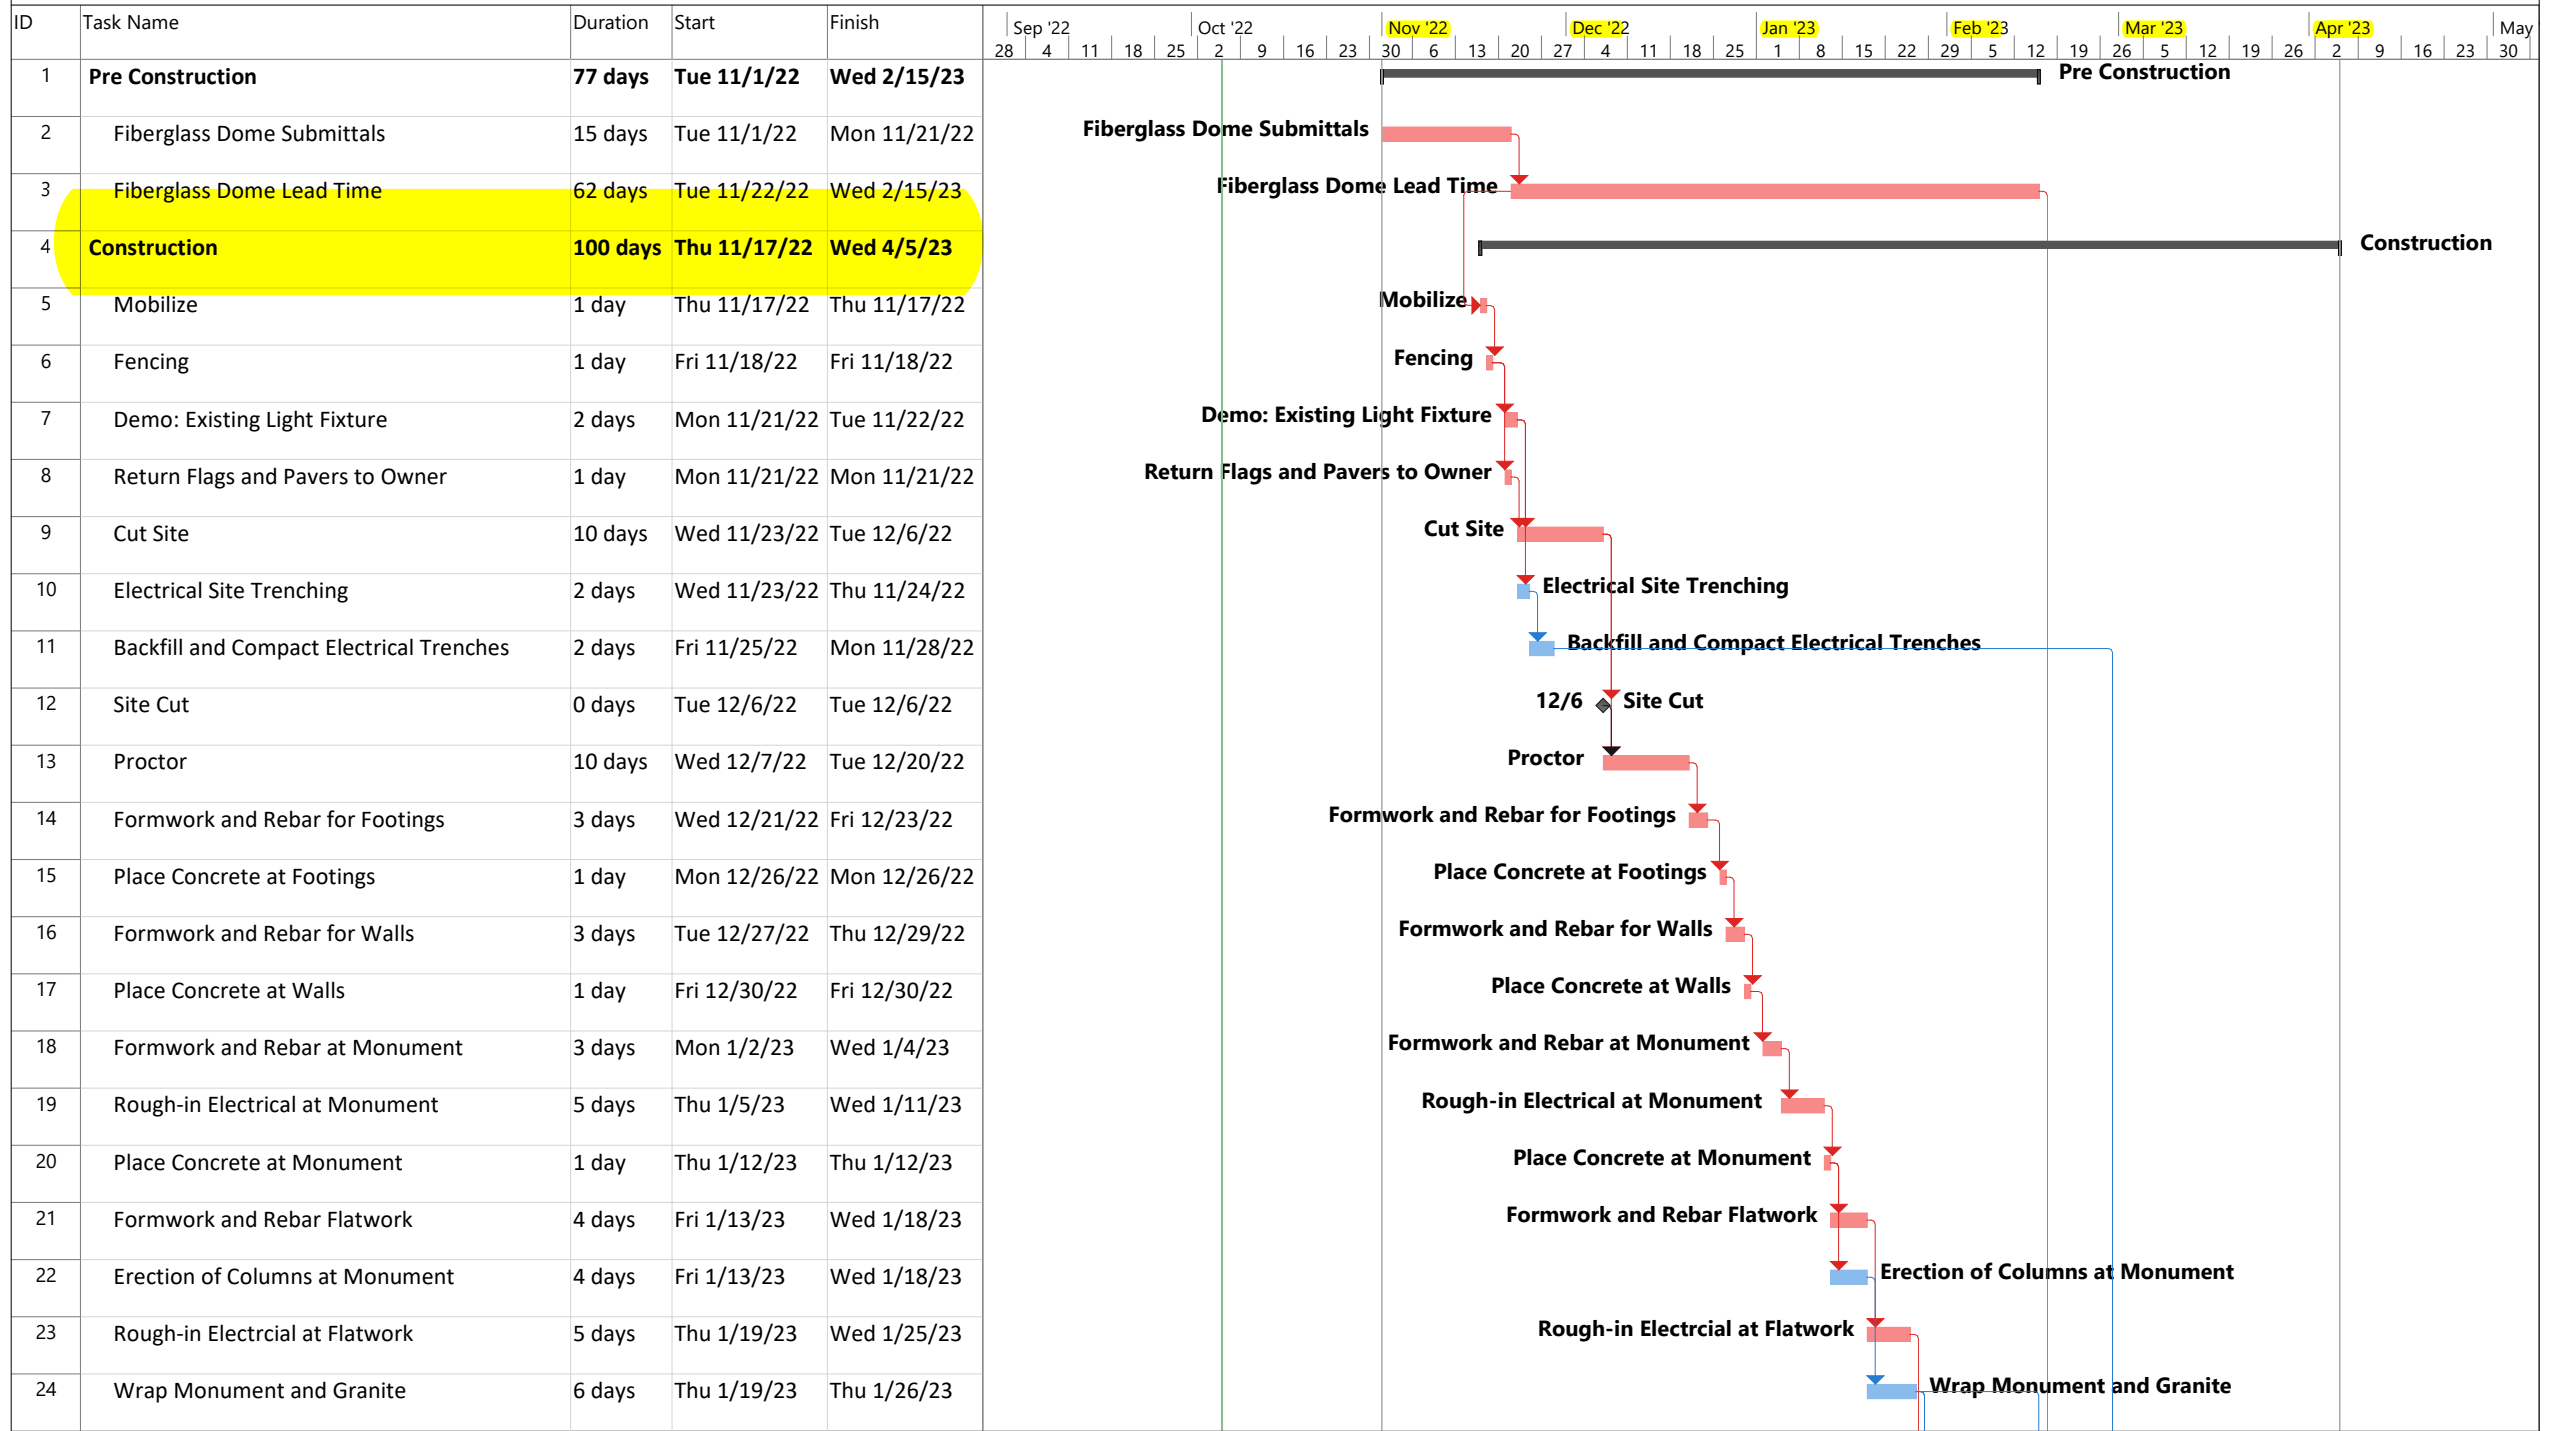 ID Task Name Duration Start Finish Sep '22 Oct '22 Nov '22 Dec '22 Jan '23 Feb '23 Mar '23 Apr '23 May
28 4 11 18 25 2 9 16 23 30 6 13 20 27 4 11 18 25 1 8 15 22 29 5 12 19 26 5 12 19 26 2 9 16 23 30
1 Pre Construction 77 days Tue 11/1/22 Wed 2/15/23 Pre Construction
2 Fiberglass Dome Submittals 15 days Tue 11/1/22 Mon 11/21/22 Fiberglass Dome Submittals
3 Fiberglass Dome Lead Time 62 days Tue 11/22/22 Wed 2/15/23 Fiberglass Dome Lead Time
4 Construction 100 days Thu 11/17/22 Wed 4/5/23 Construction
5 Mobilize 1 day Thu 11/17/22 Thu 11/17/22 Mobilize
6 Fencing 1 day Fri 11/18/22 Fri 11/18/22 Fencing
7 Demo: Existing Light Fixture 2 days Mon 11/21/22 Tue 11/22/22 Demo: Existing Light Fixture
8 Return Flags and Pavers to Owner 1 day Mon 11/21/22 Mon 11/21/22 Return Flags and Pavers to Owner
9 Cut Site 10 days Wed 11/23/22 Tue 12/6/22 Cut Site
10 Electrical Site Trenching 2 days Wed 11/23/22 Thu 11/24/22 Electrical Site Trenching
11 Backfill and Compact Electrical Trenches 2 days Fri 11/25/22 Mon 11/28/22 Backfill and Compact Electrical Trenches
12 Site Cut 0 days Tue 12/6/22 Tue 12/6/22 12/6 Site Cut
13 Proctor 10 days Wed 12/7/22 Tue 12/20/22 Proctor
14 Formwork and Rebar for Footings 3 days Wed 12/21/22 Fri 12/23/22 Formwork and Rebar for Footings
15 Place Concrete at Footings 1 day Mon 12/26/22 Mon 12/26/22 Place Concrete at Footings
16 Formwork and Rebar for Walls 3 days Tue 12/27/22 Thu 12/29/22 Formwork and Rebar for Walls
17 Place Concrete at Walls 1 day Fri 12/30/22 Fri 12/30/22 Place Concrete at Walls
18 Formwork and Rebar at Monument 3 days Mon 1/2/23 Wed 1/4/23 Formwork and Rebar at Monument
19 Rough-in Electrical at Monument 5 days Thu 1/5/23 Wed 1/11/23 Rough-in Electrical at Monument
20 Place Concrete at Monument 1 day Thu 1/12/23 Thu 1/12/23 Place Concrete at Monument
21 Formwork and Rebar Flatwork 4 days Fri 1/13/23 Wed 1/18/23 Formwork and Rebar Flatwork
22 Erection of Columns at Monument 4 days Fri 1/13/23 Wed 1/18/23 Erection of Columns at Monument
23 Rough-in Electrcial at Flatwork 5 days Thu 1/19/23 Wed 1/25/23 Rough-in Electrcial at Flatwork
24 Wrap Monument and Granite 6 days Thu 1/19/23 Thu 1/26/23 Wrap Monument and Granite